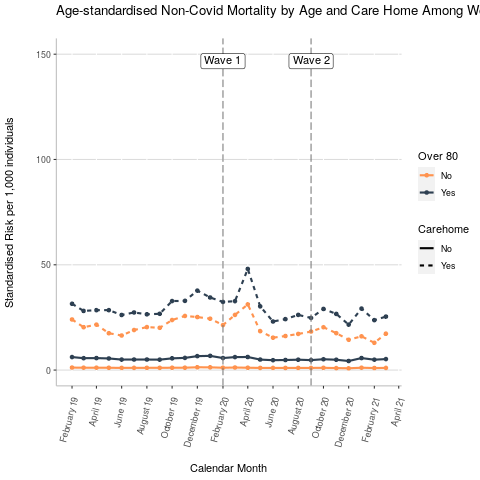 Age-standardised Non-Covid Mortality by Age and Care Home Among W
Standardised Risk per 1,000 individuals
150
100
50
0
Wave 1
Wave 2
February 19
April 19
June 19
August 19
October 19
December 19
February 20
April 20
June 20
August 20
October 20
December 20
February 21
April 21
Calendar Month
Over 80
No
Yes
Carehome
No
Yes